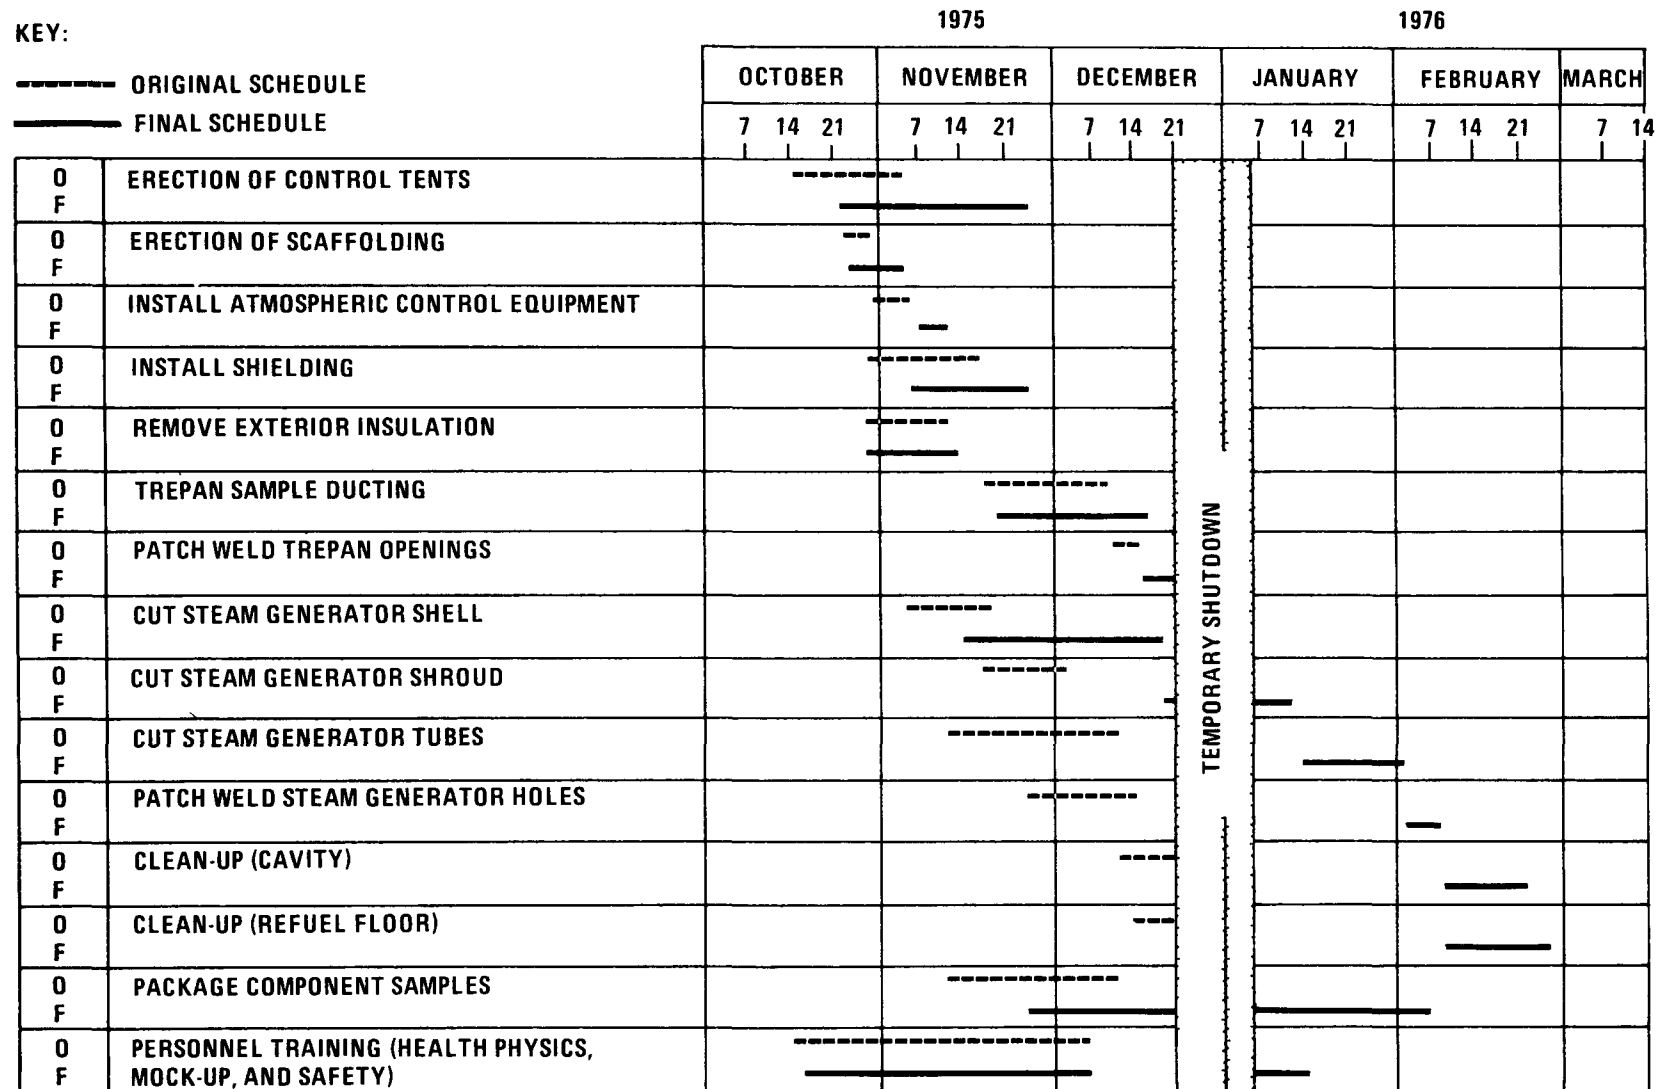 1975 1976
KEY:
ORIGINAL SCHEDULE
FINAL SCHEDULE
OCTOBER NOVEMBER DECEMBER JANUARY FEBRUARY MARCH
7 14 21 7 14 21 7 14 21 7 14 21 7 14 21 7 14
O ERECTION OF CONTROL TENTS
F
O ERECTION OF SCAFFOLDING
F
O INSTALL ATMOSPHERIC CONTROL EQUIPMENT
F
O INSTALL SHIELDING
F
O REMOVE EXTERIOR INSULATION
F
O TREPAN SAMPLE DUCTING
F
O PATCH WELD TREPAN OPENINGS
F
O CUT STEAM GENERATOR SHELL
F
O CUT STEAM GENERATOR SHROUD
F
O CUT STEAM GENERATOR TUBES
F
O PATCH WELD STEAM GENERATOR HOLES
F
O CLEAN-UP (CAVITY)
F
O CLEAN-UP (REFUEL FLOOR)
F
O PACKAGE COMPONENT SAMPLES
F
O PERSONNEL TRAINING (HEALTH PHYSICS,
F MOCK-UP, AND SAFETY)
TEMPORARY SHUTDOWN